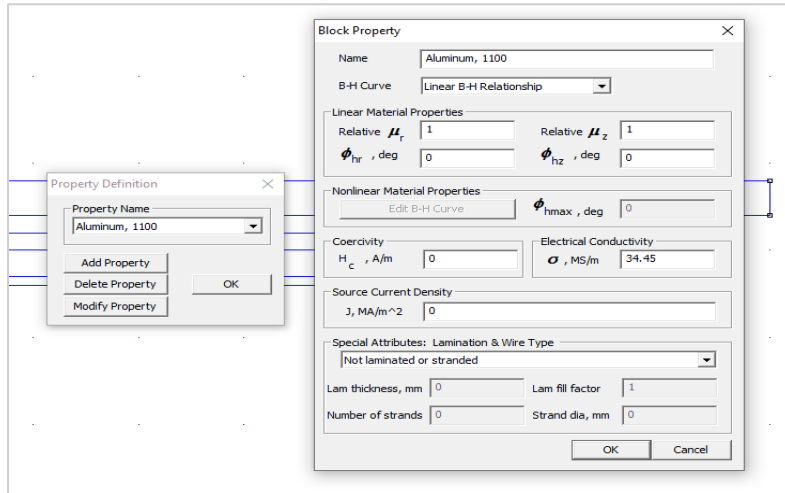 Block Property
Name Aluminum, 1100
B-H Curve Linear B-H Relationship
Linear Material Properties
Relative μr 1 Relative μz 1
ϕhr , deg 0 ϕhz , deg 0
Property Definition
Property Name
Aluminum, 1100
Add Property
Delete Property OK
Modify Property
Nonlinear Material Properties
Edit B-H Curve ϕhmax , deg 0
Coercivity Electrical Conductivity
Hc , A/m 0 σ , MS/m 34.45
Source Current Density
J, MA/m^2 0
Special Attributes: Lamination & Wire Type
Not laminated or stranded
Lam thickness, mm 0 Lam fill factor 1
Number of strands 0 Strand dia, mm 0
OK Cancel